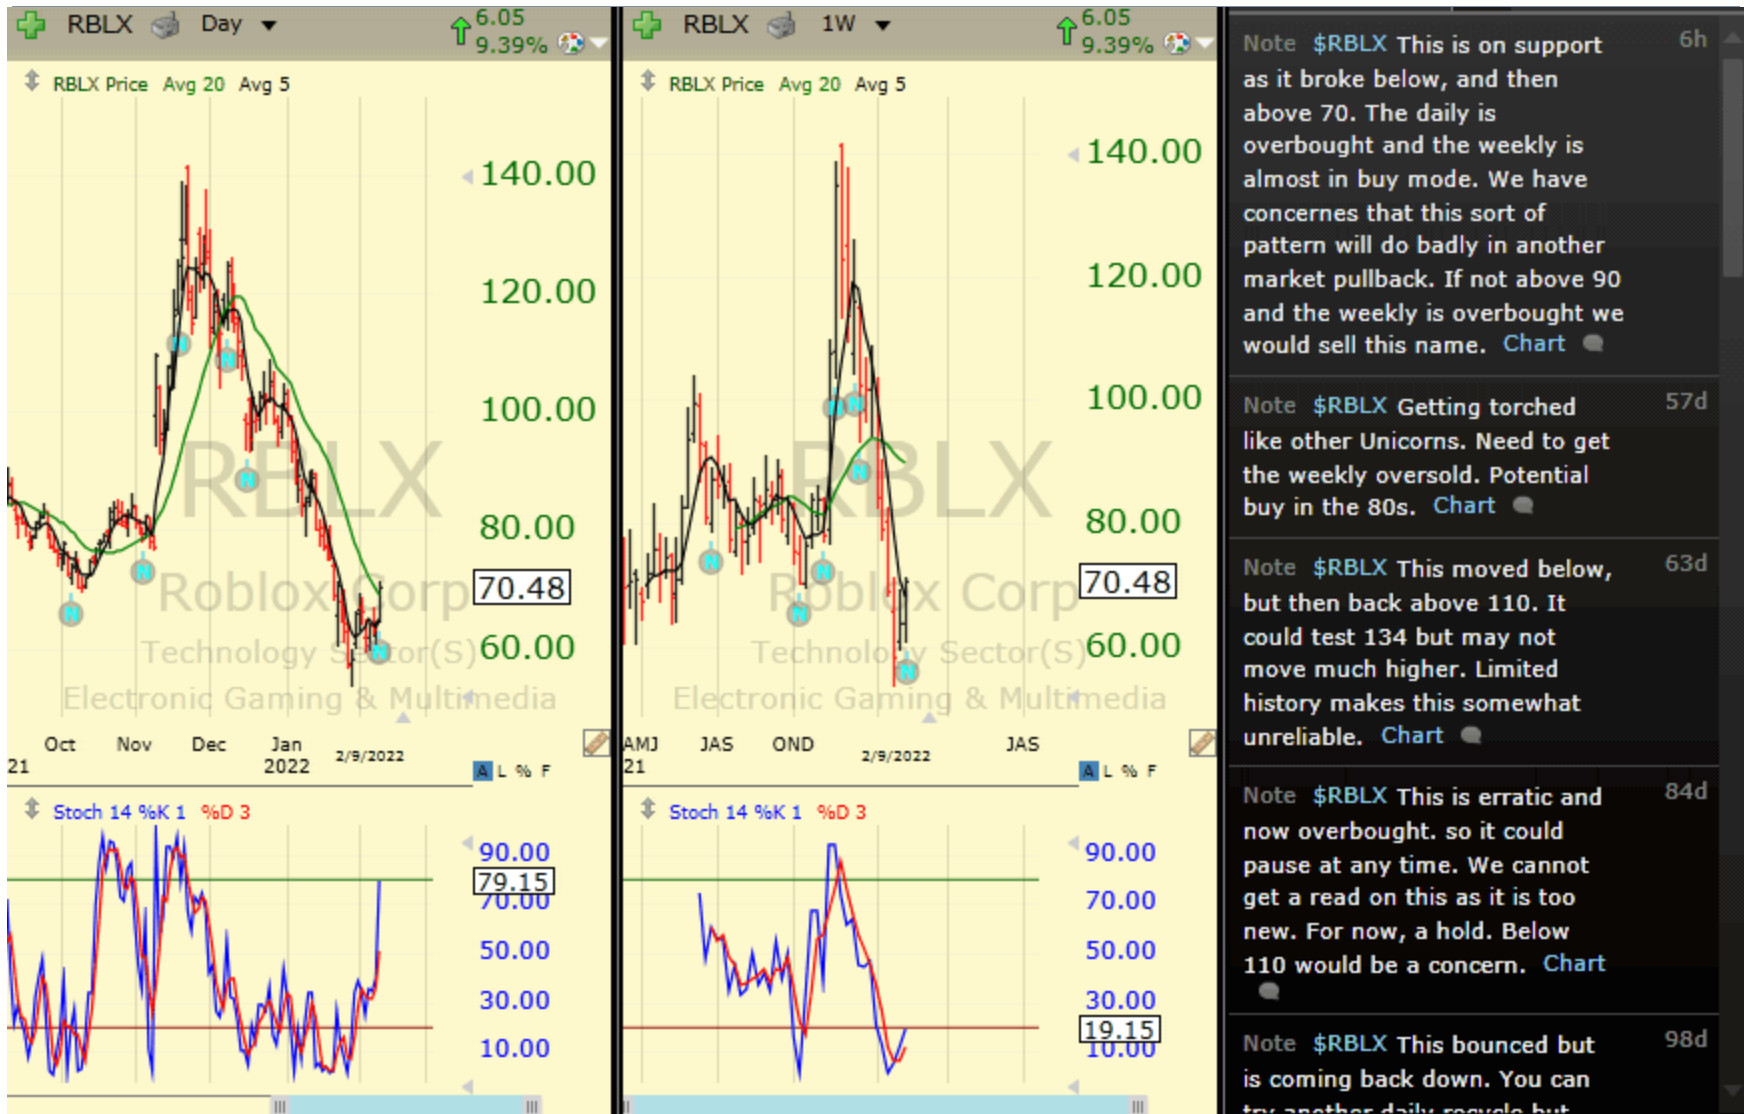 RBLX Day 6.05
9.39%
RBLX Price Avg 20 Avg 5
140.00
120.00
100.00
RBLX
80.00
Roblox Corp
70.48
Technology Sector(S)
60.00
Electronic Gaming & Multimedia
Oct Nov Dec Jan
21 2022 2/9/2022
A L % F
Stoch 14 %K 1 %D 3
90.00
79.15
70.00
50.00
30.00
10.00
RBLX 1W 6.05
9.39%
RBLX Price Avg 20 Avg 5
140.00
120.00
100.00
RBLX
80.00
Roblox Corp
70.48
Technology Sector(S)
60.00
Electronic Gaming & Multimedia
AMJ JAS OND JAS
21 2/9/2022
A L % F
Stoch 14 %K 1 %D 3
90.00
70.00
50.00
30.00
19.15
10.00
Note $RBLX This is on support 6h
as it broke below, and then
above 70. The daily is
overbought and the weekly is
almost in buy mode. We have
concernes that this sort of
pattern will do badly in another
market pullback. If not above 90
and the weekly is overbought we
would sell this name. Chart
Note $RBLX Getting torched 57d
like other Unicorns. Need to get
the weekly oversold. Potential
buy in the 80s. Chart
Note $RBLX This moved below, 63d
but then back above 110. It
could test 134 but may not
move much higher. Limited
history makes this somewhat
unreliable. Chart
Note $RBLX This is erratic and 84d
now overbought. so it could
pause at any time. We cannot
get a read on this as it is too
new. For now, a hold. Below
110 would be a concern. Chart
Note $RBLX This bounced but 98d
is coming back down. You can
try another daily recycle but